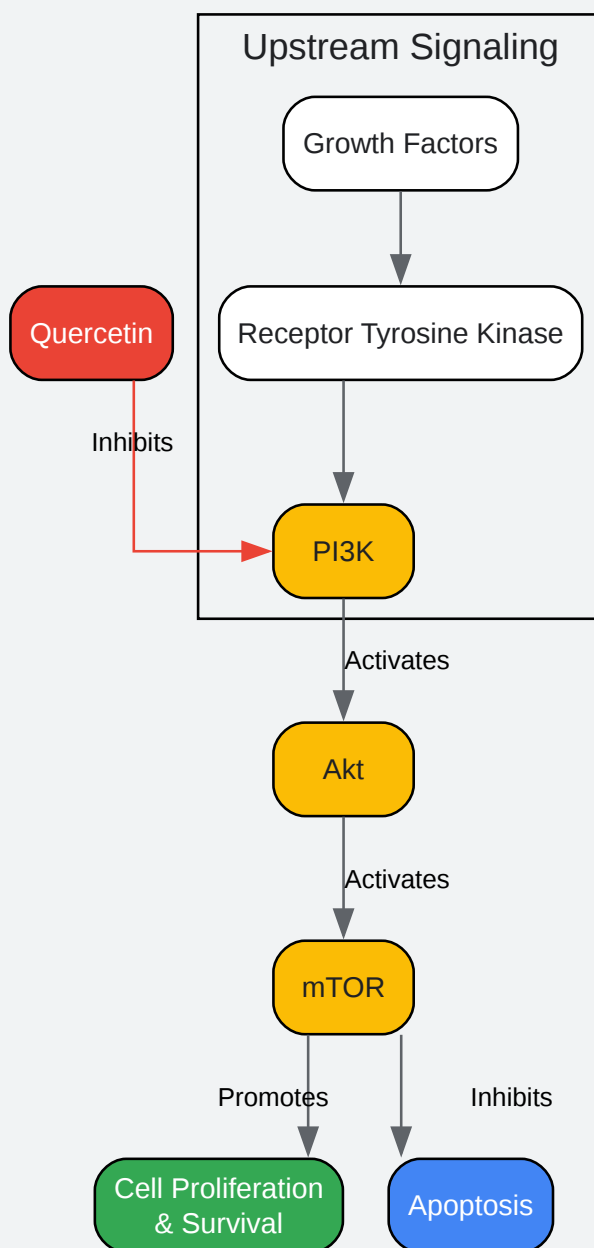 Upstream Signaling
Growth Factors
Quercetin
Receptor Tyrosine Kinase
Inhibits
PI3K
Activates
Akt
Activates
mTOR
Promotes
Inhibits
Cell Proliferation
& Survival
Apoptosis